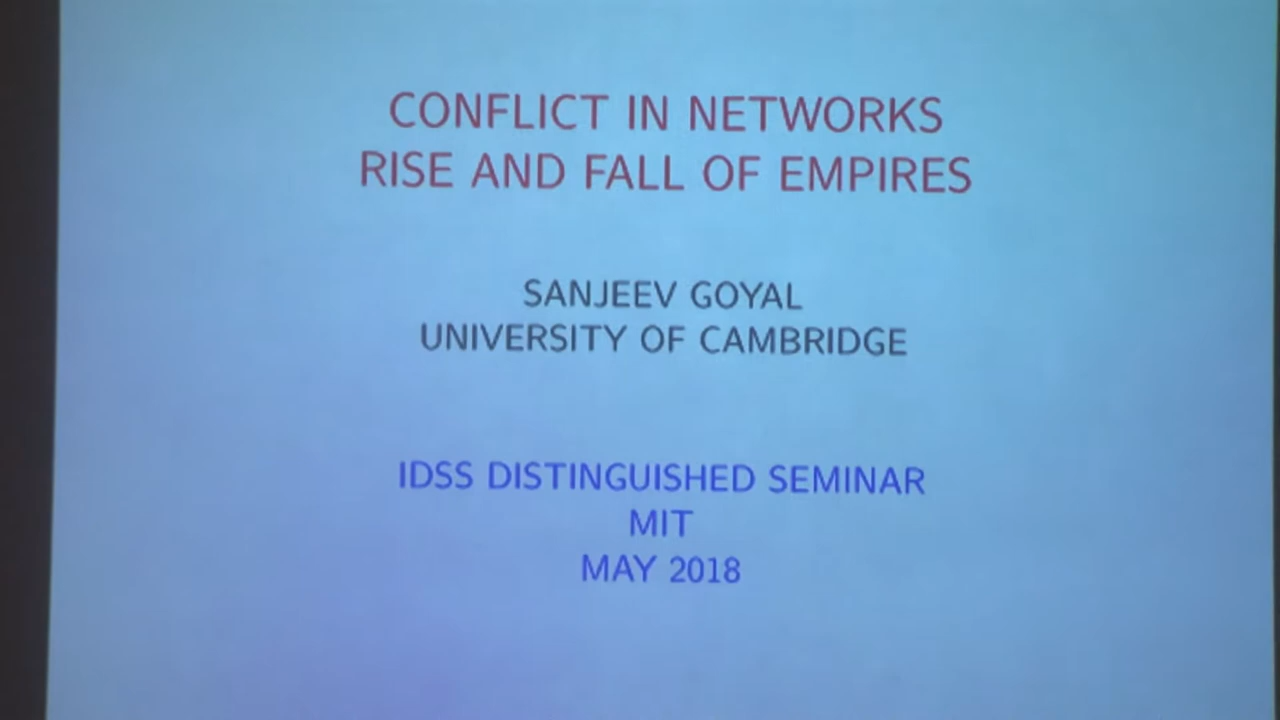 CONFLICT IN NETWORKS
RISE AND FALL OF EMPIRES
SANJEEV GOYAL
UNIVERSITY OF CAMBRIDGE
IDSS DISTINGUISHED SEMINAR
MIT
MAY 2018